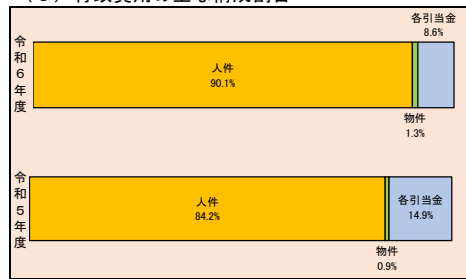 各引当金
8.6%
令和6年度
人件
90.1%
物件
1.3%
令和5年度
人件
84.2%
各引当金
14.9%
物件
0.9%